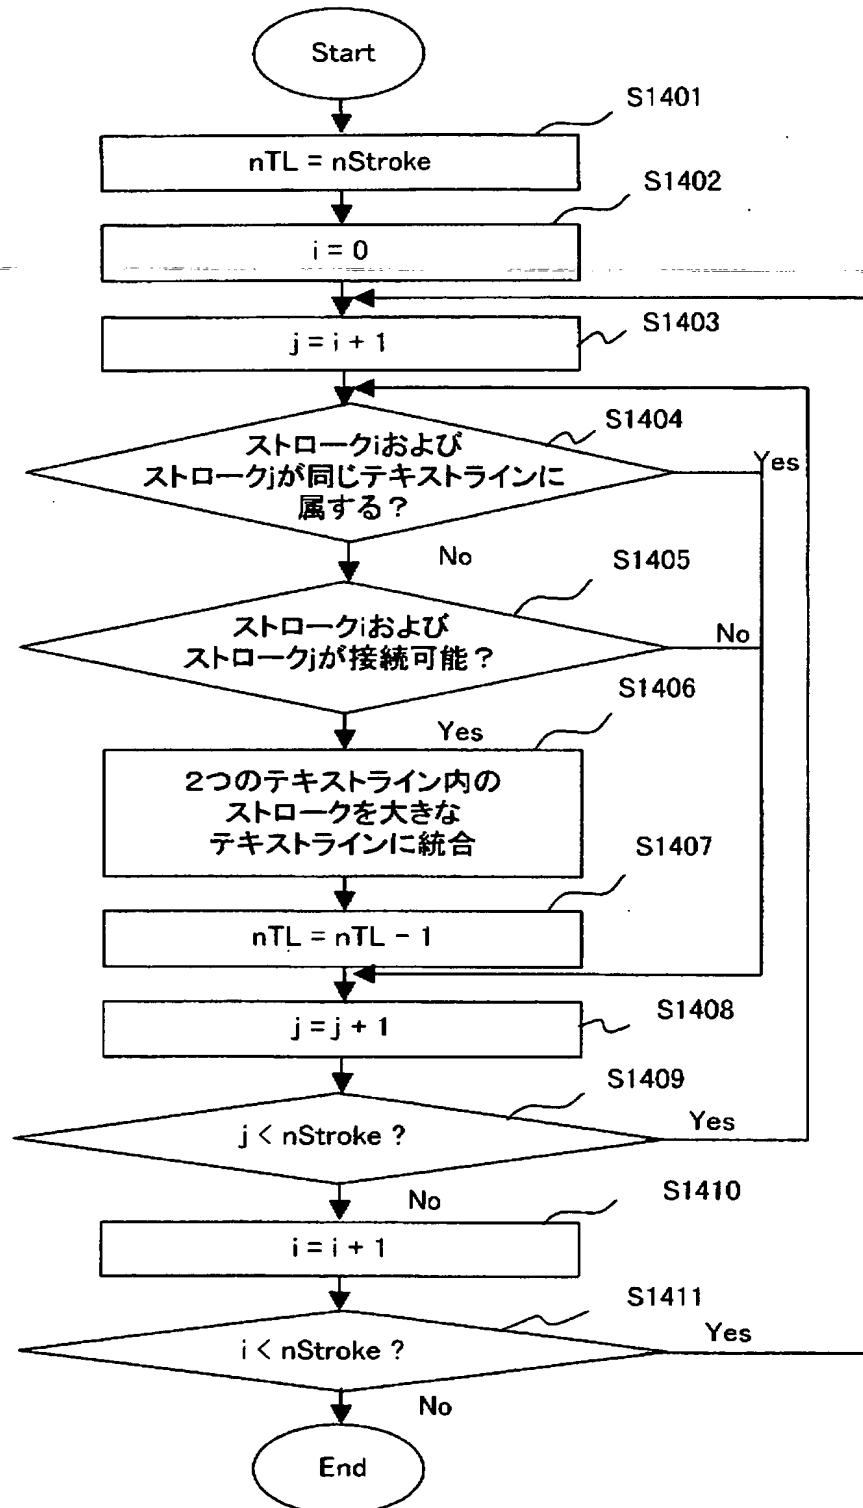 Start
S1401
nTL = nStroke
S1402
i = 0
S1403
j = i + 1
S1404
ストロークiおよび
ストロークjが同じテキストラインに
属する？
Yes
No
S1405
ストロークiおよび
ストロークjが接続可能？
No
Yes
S1406
２つのテキストライン内の
ストロークを大きな
テキストラインに統合
S1407
nTL = nTL - 1
S1408
j = j + 1
S1409
j < nStroke ?
Yes
No
S1410
i = i + 1
S1411
i < nStroke ?
Yes
No
End